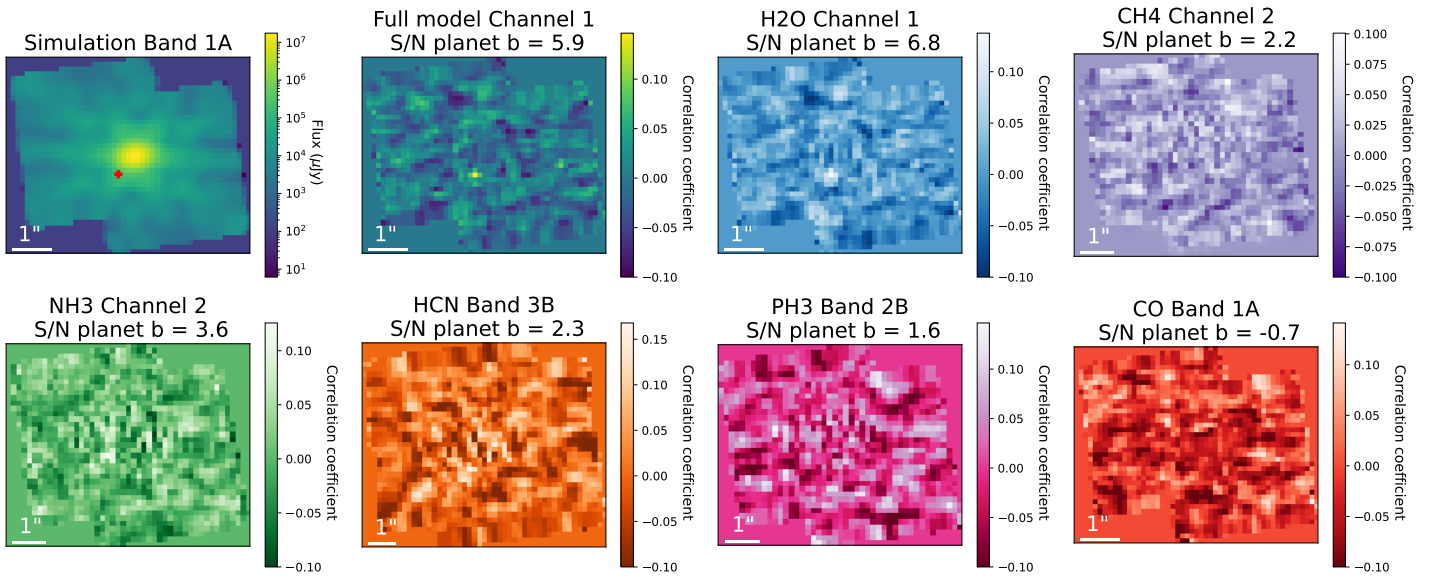 Simulation Band 1A
10⁷
10⁶
10⁵
10⁴
10³
10²
10¹
Flux (μJy)
1"
Full model Channel 1
S/N planet b = 5.9
0.10
0.05
0.00
−0.05
−0.10
Correlation coefficient
1"
H2O Channel 1
S/N planet b = 6.8
0.10
0.05
0.00
−0.05
−0.10
Correlation coefficient
1"
CH4 Channel 2
S/N planet b = 2.2
0.100
0.075
0.050
0.025
0.000
−0.025
−0.050
−0.075
−0.100
Correlation coefficient
1"
NH3 Channel 2
S/N planet b = 3.6
0.10
0.05
0.00
−0.05
−0.10
Correlation coefficient
1"
HCN Band 3B
S/N planet b = 2.3
0.15
0.10
0.05
0.00
−0.05
−0.10
Correlation coefficient
1"
PH3 Band 2B
S/N planet b = 1.6
0.10
0.05
0.00
−0.05
−0.10
Correlation coefficient
1"
CO Band 1A
S/N planet b = -0.7
0.10
0.05
0.00
−0.05
−0.10
Correlation coefficient
1"